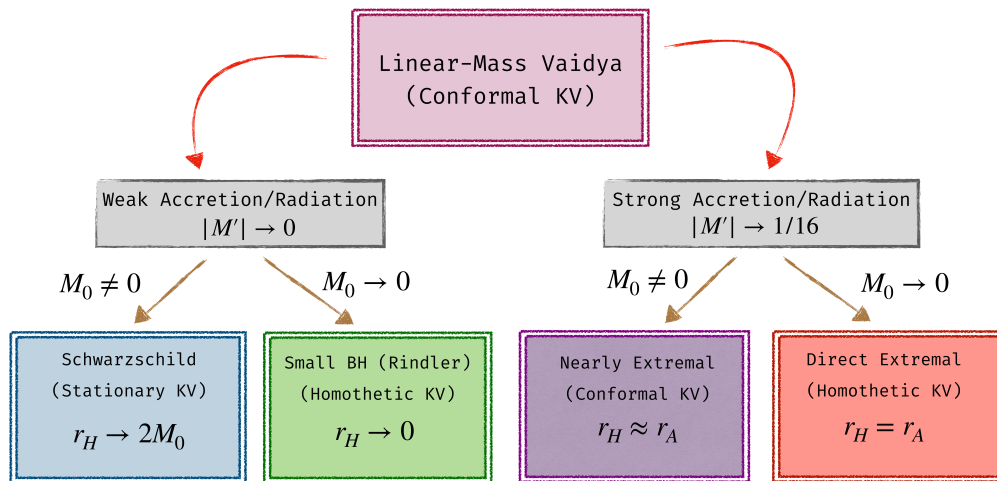 Linear-Mass Vaidya
(Conformal KV)
Weak Accretion/Radiation
|M′| → 0
Strong Accretion/Radiation
|M′| → 1/16
M₀ ≠ 0
M₀ → 0
M₀ ≠ 0
M₀ → 0
Schwarzschild
(Stationary KV)
r_H → 2M₀
Small BH (Rindler)
(Homothetic KV)
r_H → 0
Nearly Extremal
(Conformal KV)
r_H ≈ r_A
Direct Extremal
(Homothetic KV)
r_H = r_A